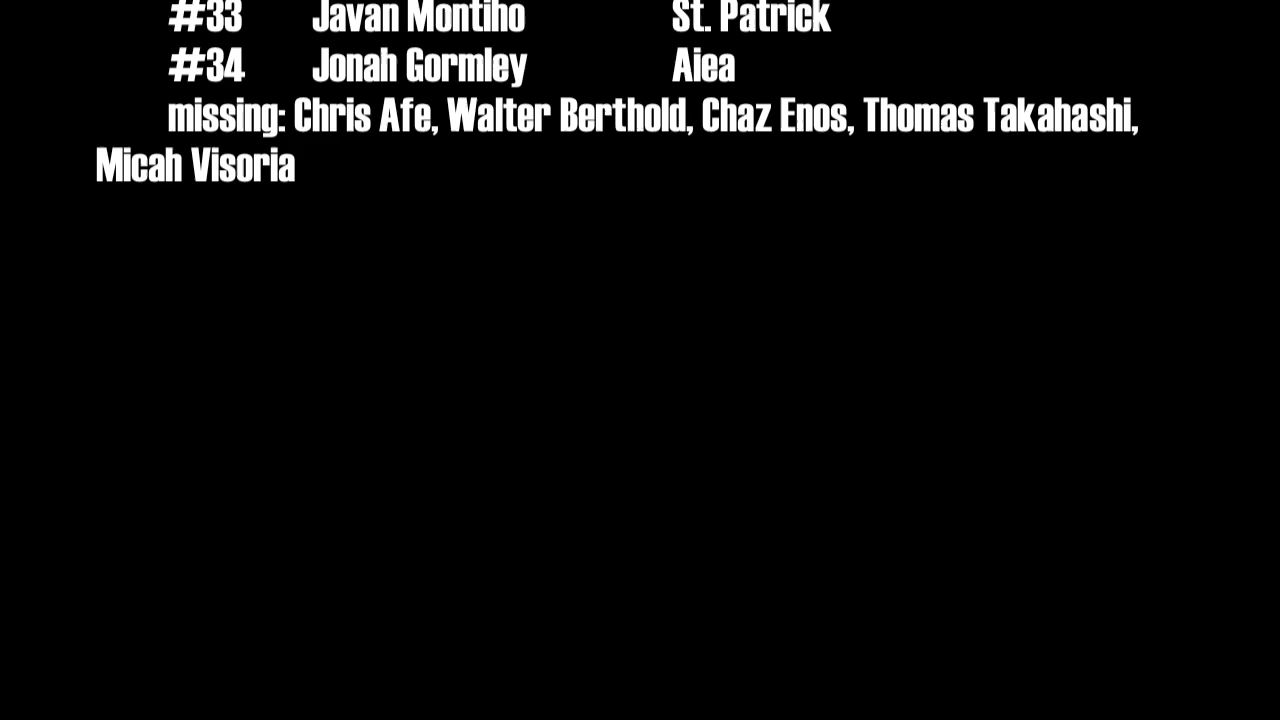 #33 Javan Montiho St. Patrick
#34 Jonah Gormley Aiea
missing: Chris Afe, Walter Berthold, Chaz Enos, Thomas Takahashi,
Micah Visoria